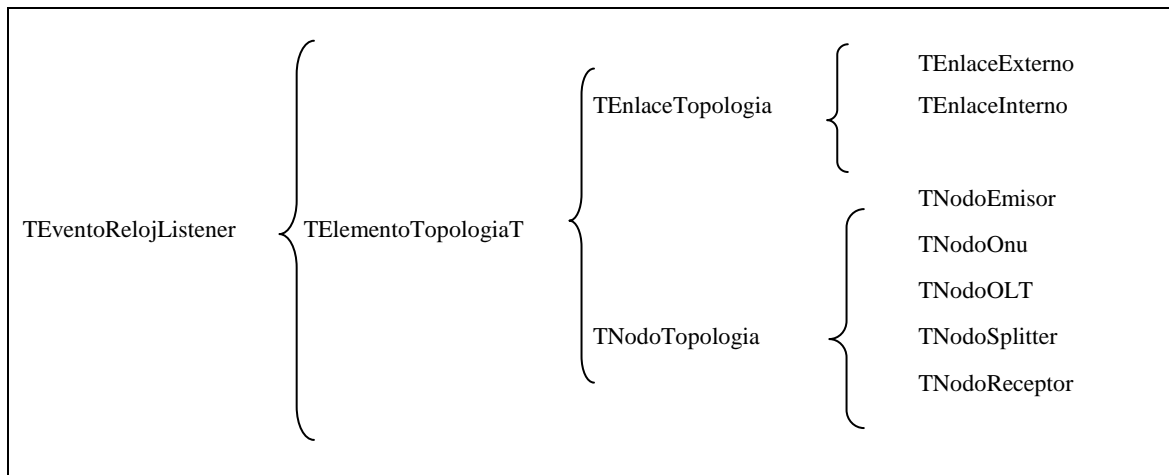 TEnlaceExterno
TEnlaceTopologia
TEnlaceInterno
TNodoEmisor
TEventoRelojListener
TElementoTopologiaT
TNodoOnu
TNodoOLT
TNodoTopologia
TNodoSplitter
TNodoReceptor